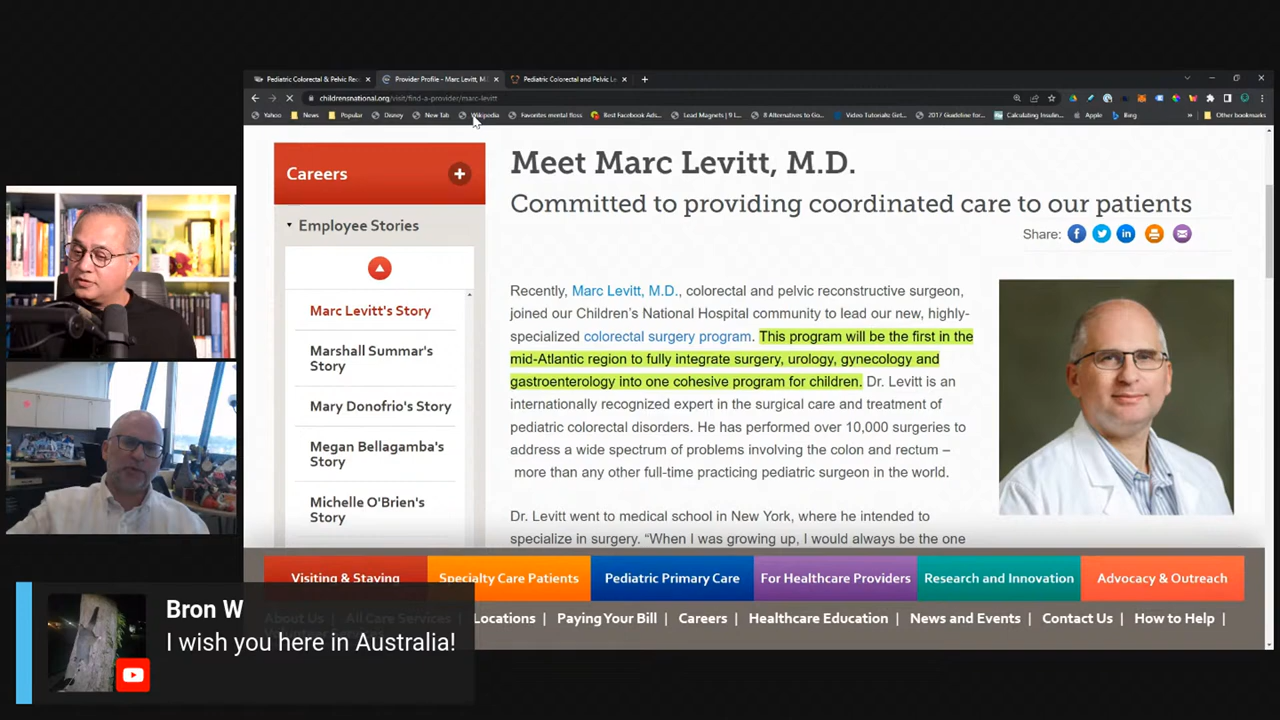 Pediatric Colorectal & Pelvic Rec
Provider Profile - Marc Levitt, M
Pediatric Colorectal and Pelvic Le
childrensnational.org/visit/find-a-provider/marc-levitt
Yahoo
News
Popular
Disney
New Tab
Wikipedia
Favorites mental floss
Best Facebook Ads...
Lead Magnets | 9 I...
8 Alternatives to Go...
Video Tutorials: Get...
2017 Guideline for...
Calculating Insulin...
Apple
Bing
Other bookmarks
Careers
Employee Stories
Marc Levitt's Story
Marshall Summar's
Story
Mary Donofrio's Story
Megan Bellagamba's
Story
Michelle O'Brien's
Story
Meet Marc Levitt, M.D.
Committed to providing coordinated care to our patients
Share:
Recently, Marc Levitt, M.D., colorectal and pelvic reconstructive surgeon,
joined our Children's National Hospital community to lead our new, highly-
specialized colorectal surgery program. This program will be the first in the
mid-Atlantic region to fully integrate surgery, urology, gynecology and
gastroenterology into one cohesive program for children. Dr. Levitt is an
internationally recognized expert in the surgical care and treatment of
pediatric colorectal disorders. He has performed over 10,000 surgeries to
address a wide spectrum of problems involving the colon and rectum –
more than any other full-time practicing pediatric surgeon in the world.
Dr. Levitt went to medical school in New York, where he intended to
specialize in surgery. “When I was growing up, I would always be the one
Visiting & Staying
Specialty Care Patients
Pediatric Primary Care
For Healthcare Providers
Research and Innovation
Advocacy & Outreach
About Us | All Care Services | Locations | Paying Your Bill | Careers | Healthcare Education | News and Events | Contact Us | How to Help |
Bron W
I wish you here in Australia!